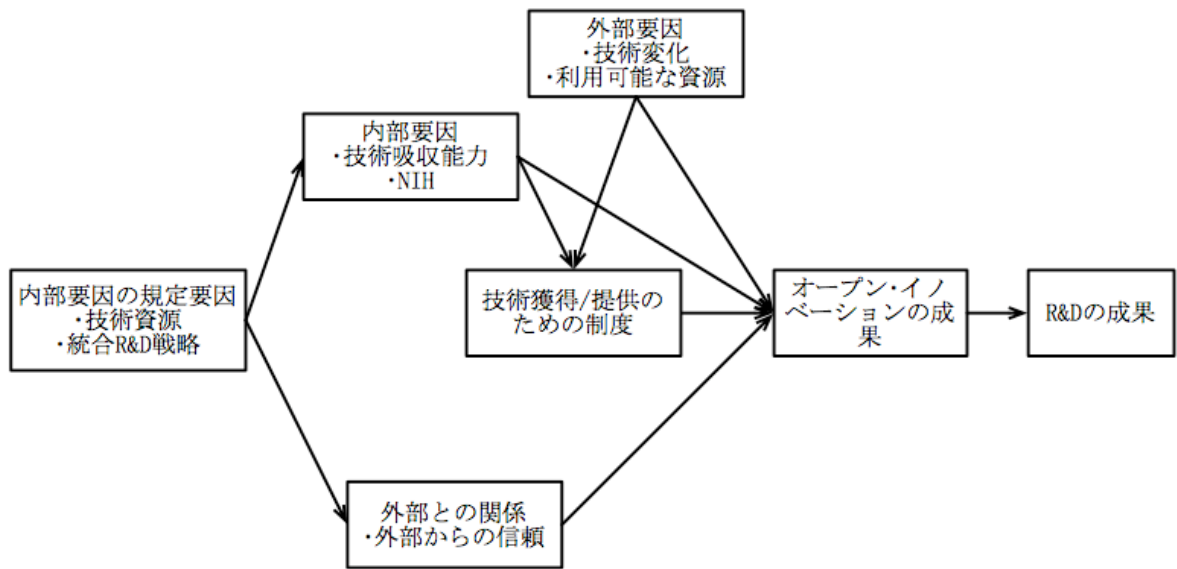 外部要因
・技術変化
・利用可能な資源
内部要因
・技術吸収能力
・NIH
内部要因の規定要因
・技術資源
・統合R&D戦略
技術獲得/提供の
ための制度
オープン・イノ
ベーションの成
果
R&Dの成果
外部との関係
・外部からの信頼